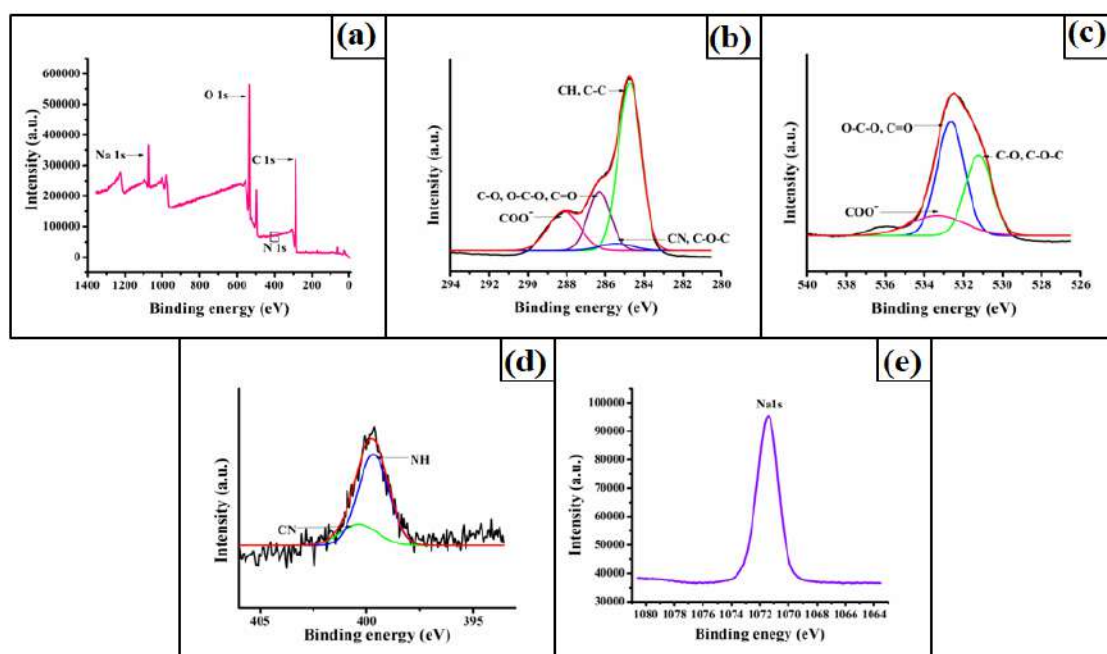 (a)
Intensity (a.u.)
600000
500000
400000
300000
200000
100000
0
O 1s
Na 1s
C 1s
N 1s
1400 1200 1000 800 600 400 200 0
Binding energy (eV)
(b)
Intensity (a.u.)
CH, C-C
C-O, O-C-O, C=O
COO⁻
CN, C-O-C
294 292 290 288 286 284 282 280
Binding energy (eV)
(c)
Intensity (a.u.)
O-C-O, C=O
C-O, C-O-C
COO⁻
540 538 536 534 532 530 528 526
Binding energy (eV)
(d)
Intensity (a.u.)
NH
CN
405 400 395
Binding energy (eV)
(e)
Intensity (a.u.)
Na1s
100000
90000
80000
70000
60000
50000
40000
30000
1080 1078 1076 1074 1072 1070 1068 1066 1064
Binding enegy (eV)